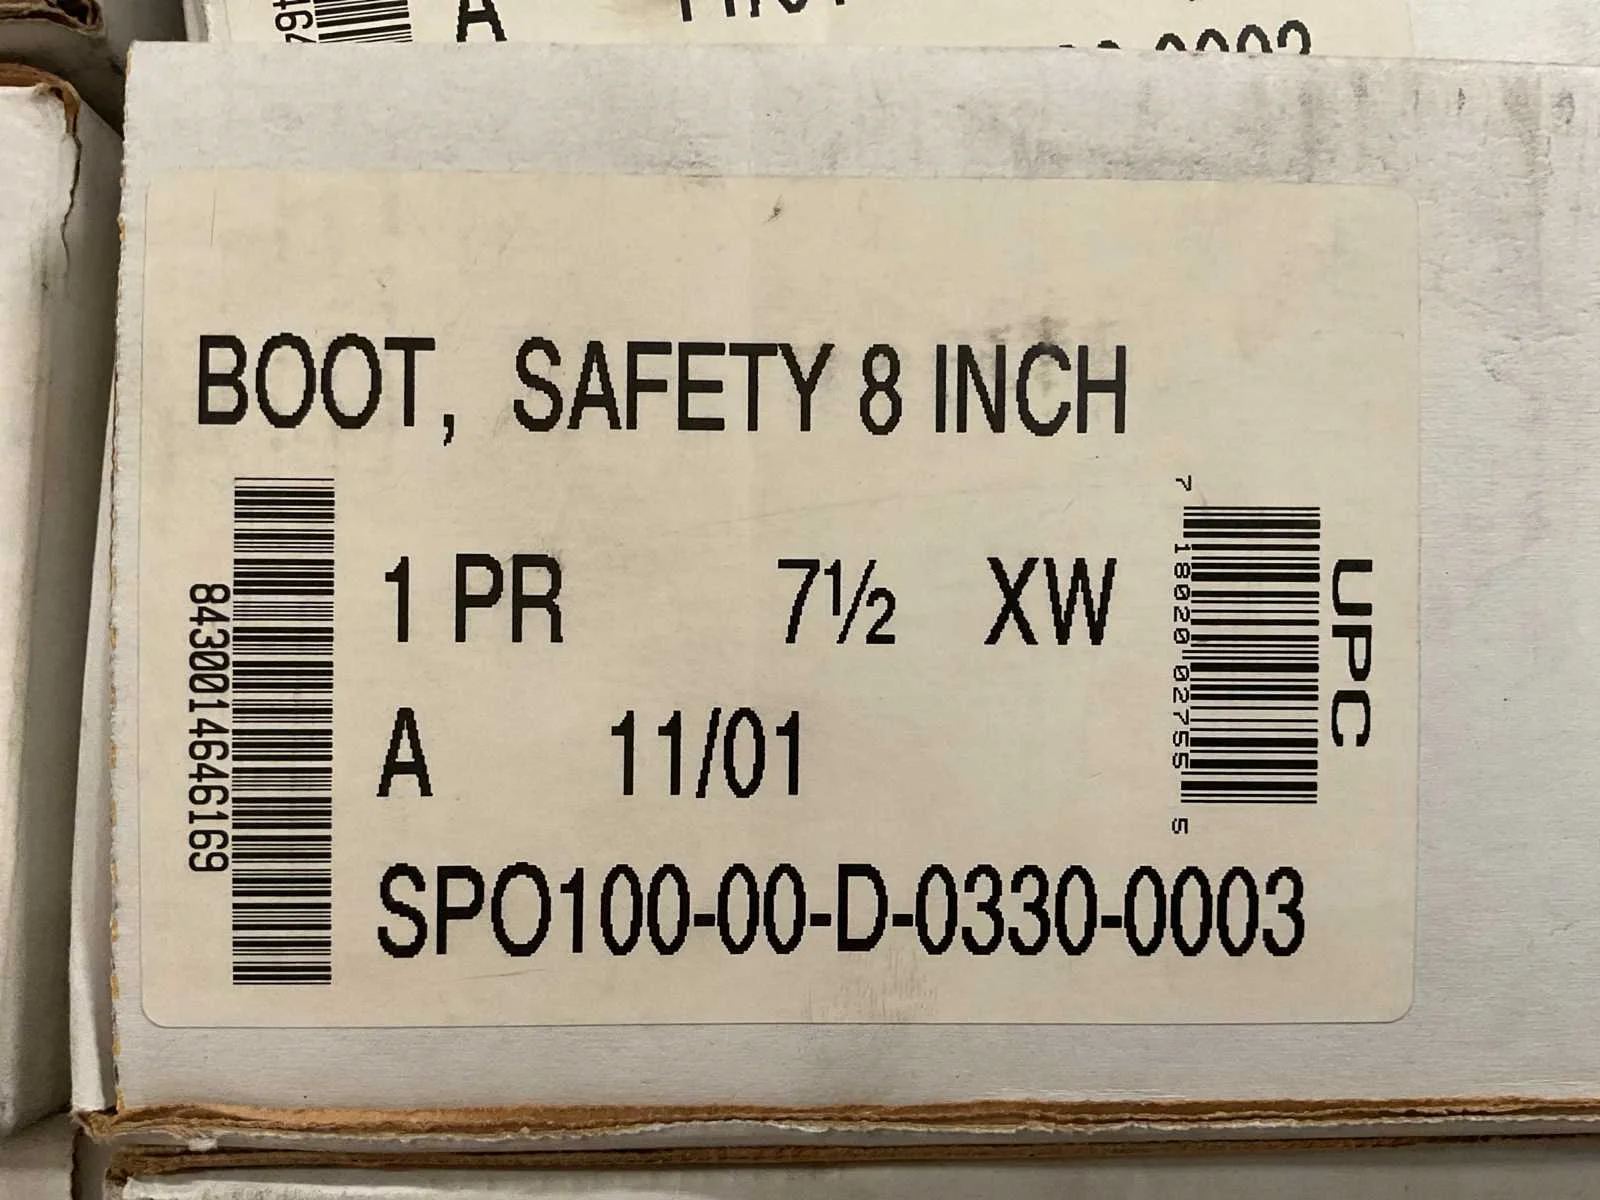 A
BOOT, SAFETY 8 INCH
8430014646169
1 PR 7½ XW
A 11/01
SPO100-00-D-0330-0003
7 18020 02755 5
UPC